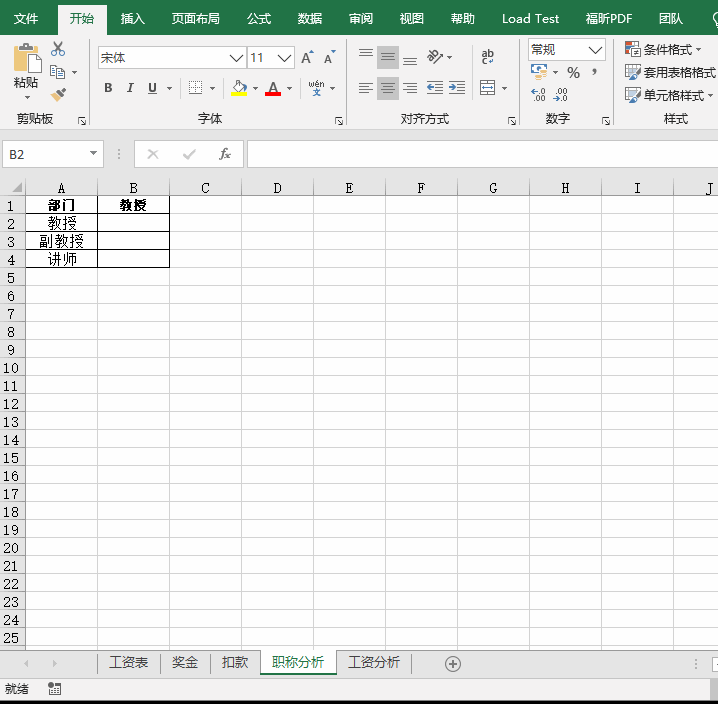 文件 开始 插入 页面布局 公式 数据 审阅 视图 帮助 Load Test 福昕PDF 团队
粘贴
剪贴板
宋体 11 A A
B I U A wén 文
字体
ab c
对齐方式
常规
% ,
.00 .0 .00 .0
数字
条件格式
套用表格格式
单元格样式
样式
B2 fx
A B C D E F G H I J
1 部门 教授
2 教授
3 副教授
4 讲师
5
6
7
8
9
10
11
12
13
14
15
16
17
18
19
20
21
22
23
24
25
工资表 奖金 扣款 职称分析 工资分析
就绪